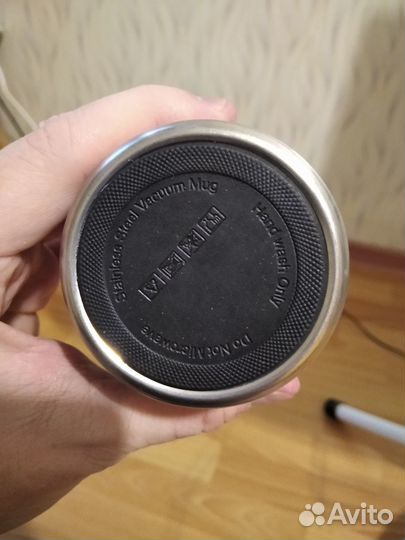 Stainless Steel Vacuum Mug
Hand wash Only
Do Not Microwave
Avito